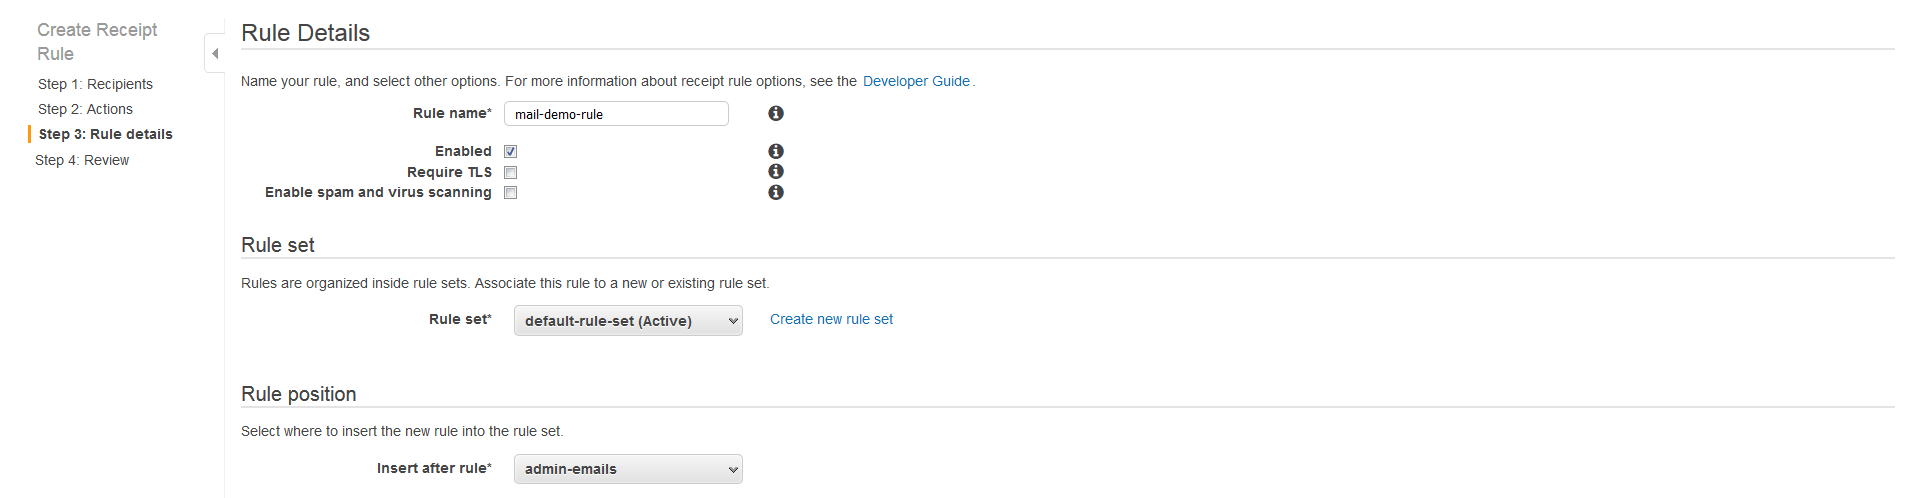 Create Receipt
Rule
Step 1: Recipients
Step 2: Actions
Step 3: Rule details
Step 4: Review
Rule Details
Name your rule, and select other options. For more information about receipt rule options, see the Developer Guide.
Rule name* mail-demo-rule
Enabled
Require TLS
Enable spam and virus scanning
Rule set
Rules are organized inside rule sets. Associate this rule to a new or existing rule set.
Rule set* default-rule-set (Active) Create new rule set
Rule position
Select where to insert the new rule into the rule set.
Insert after rule* admin-emails